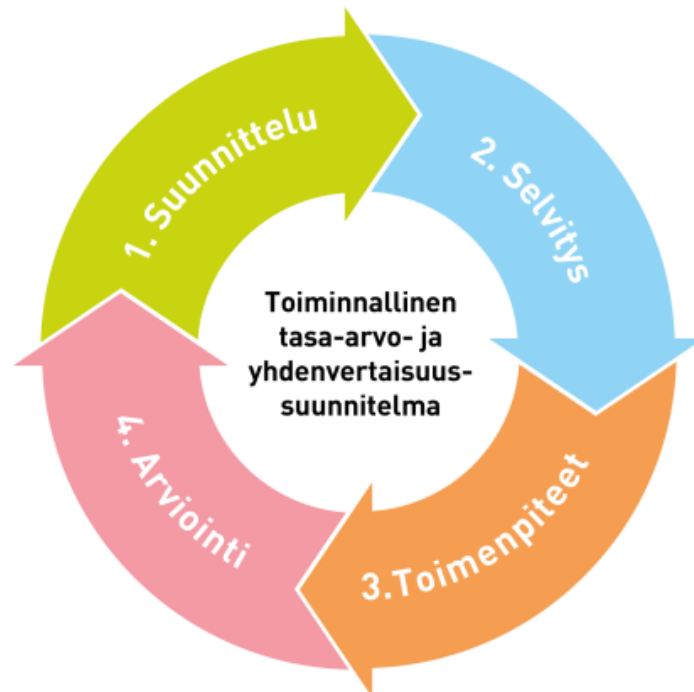 1. Suunnittelu
2. Selvitys
Toiminnallinen
tasa-arvo- ja
yhdenvertaisuus-
suunnitelma
4. Arviointi
3.Toimenpiteet